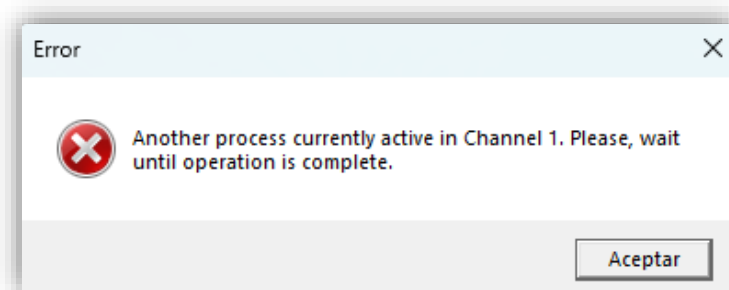 Error
Another process currently active in Channel 1. Please, wait
until operation is complete.
Aceptar